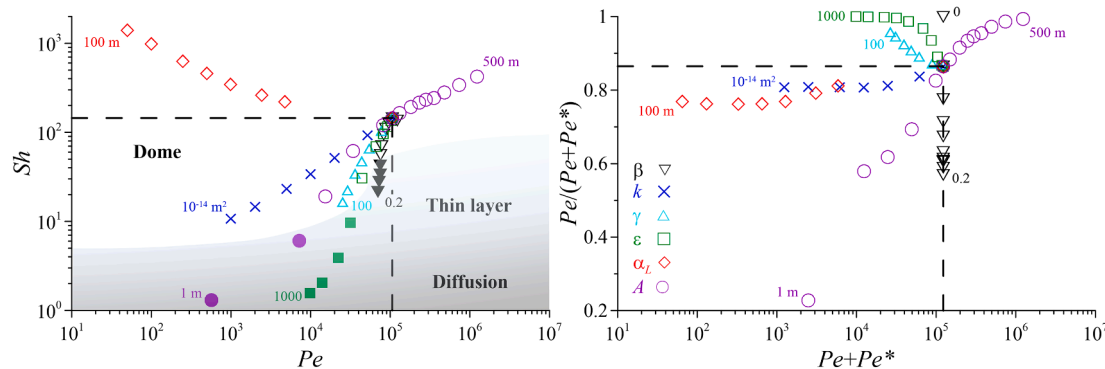 10³
10²
10¹
10⁰
Sh
100 m
500 m
Dome
10⁻¹⁴ m²
100
0.2
Thin layer
Diffusion
1 m
1000
10¹ 10² 10³ 10⁴ 10⁵ 10⁶ 10⁷
Pe
1
0.8
0.6
0.4
0.2
Pe/(Pe+Pe*)
1000
0
100
500 m
10⁻¹⁴ m²
100 m
0.2
β
k
γ
ε
α_L
A
1 m
10¹ 10² 10³ 10⁴ 10⁵ 10⁶ 10⁷
Pe+Pe*